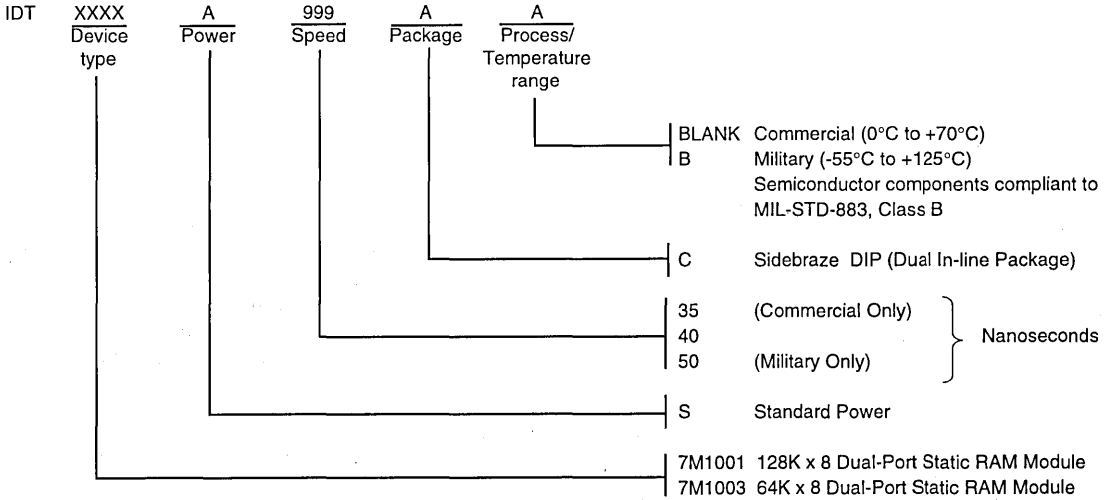 IDT XXXX A 999 A A
Device type Power Speed Package Process/ Temperature range
BLANK Commercial (0°C to +70°C)
B Military (-55°C to +125°C)
Semiconductor components compliant to
MIL-STD-883, Class B
C Sidebraze DIP (Dual In-line Package)
35 (Commercial Only)
40 Nanoseconds
50 (Military Only)
S Standard Power
7M1001 128K x 8 Dual-Port Static RAM Module
7M1003 64K x 8 Dual-Port Static RAM Module